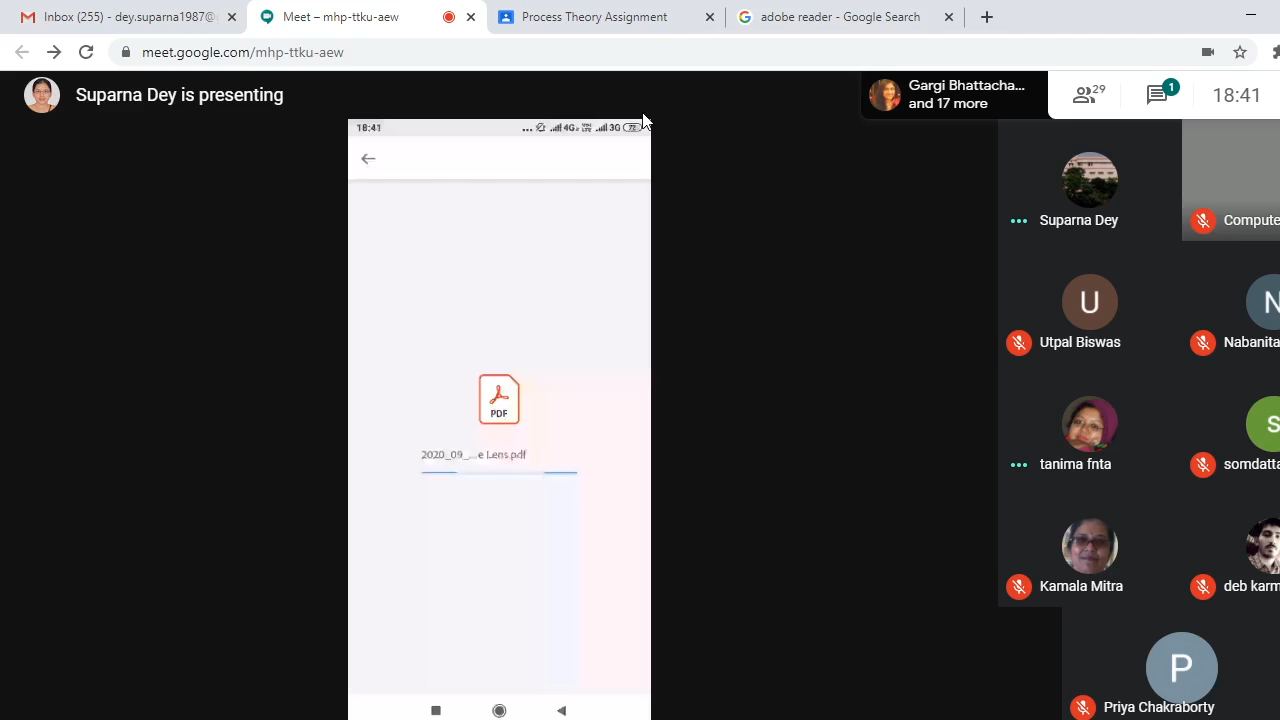 Inbox (255) - dey.suparna1987@
Meet – mhp-ttku-aew
Process Theory Assignment
adobe reader - Google Search
meet.google.com/mhp-ttku-aew
Suparna Dey is presenting
Gargi Bhattacha...
and 17 more
29
1
18:41
18:41
4G
3G
PDF
2020_09_...e Lens.pdf
Suparna Dey
Compute
U
Utpal Biswas
N
Nabanita
tanima fnta
S
somdatta
Kamala Mitra
deb karm
P
Priya Chakraborty